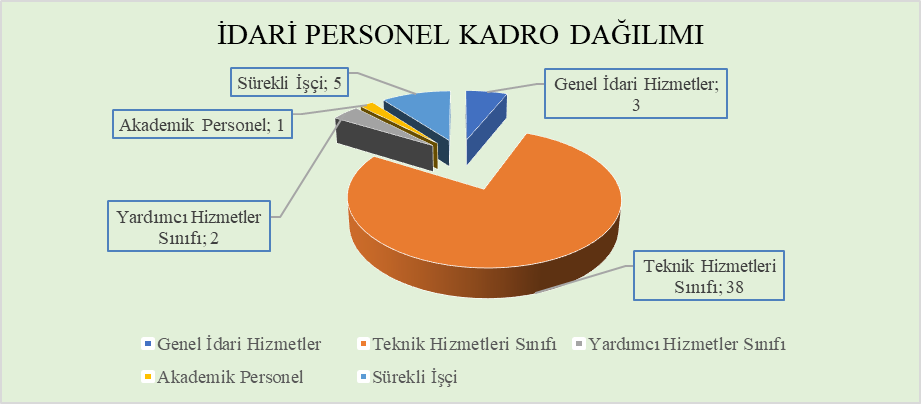 İDARİ PERSONEL KADRO DAĞILIMI
Sürekli İşçi; 5
Genel İdari Hizmetler;
3
Akademik Personel; 1
Yardımcı Hizmetler
Sınıfı; 2
Teknik Hizmetleri
Sınıfı; 38
Genel İdari Hizmetler
Teknik Hizmetleri Sınıfı
Yardımcı Hizmetler Sınıfı
Akademik Personel
Sürekli İşçi